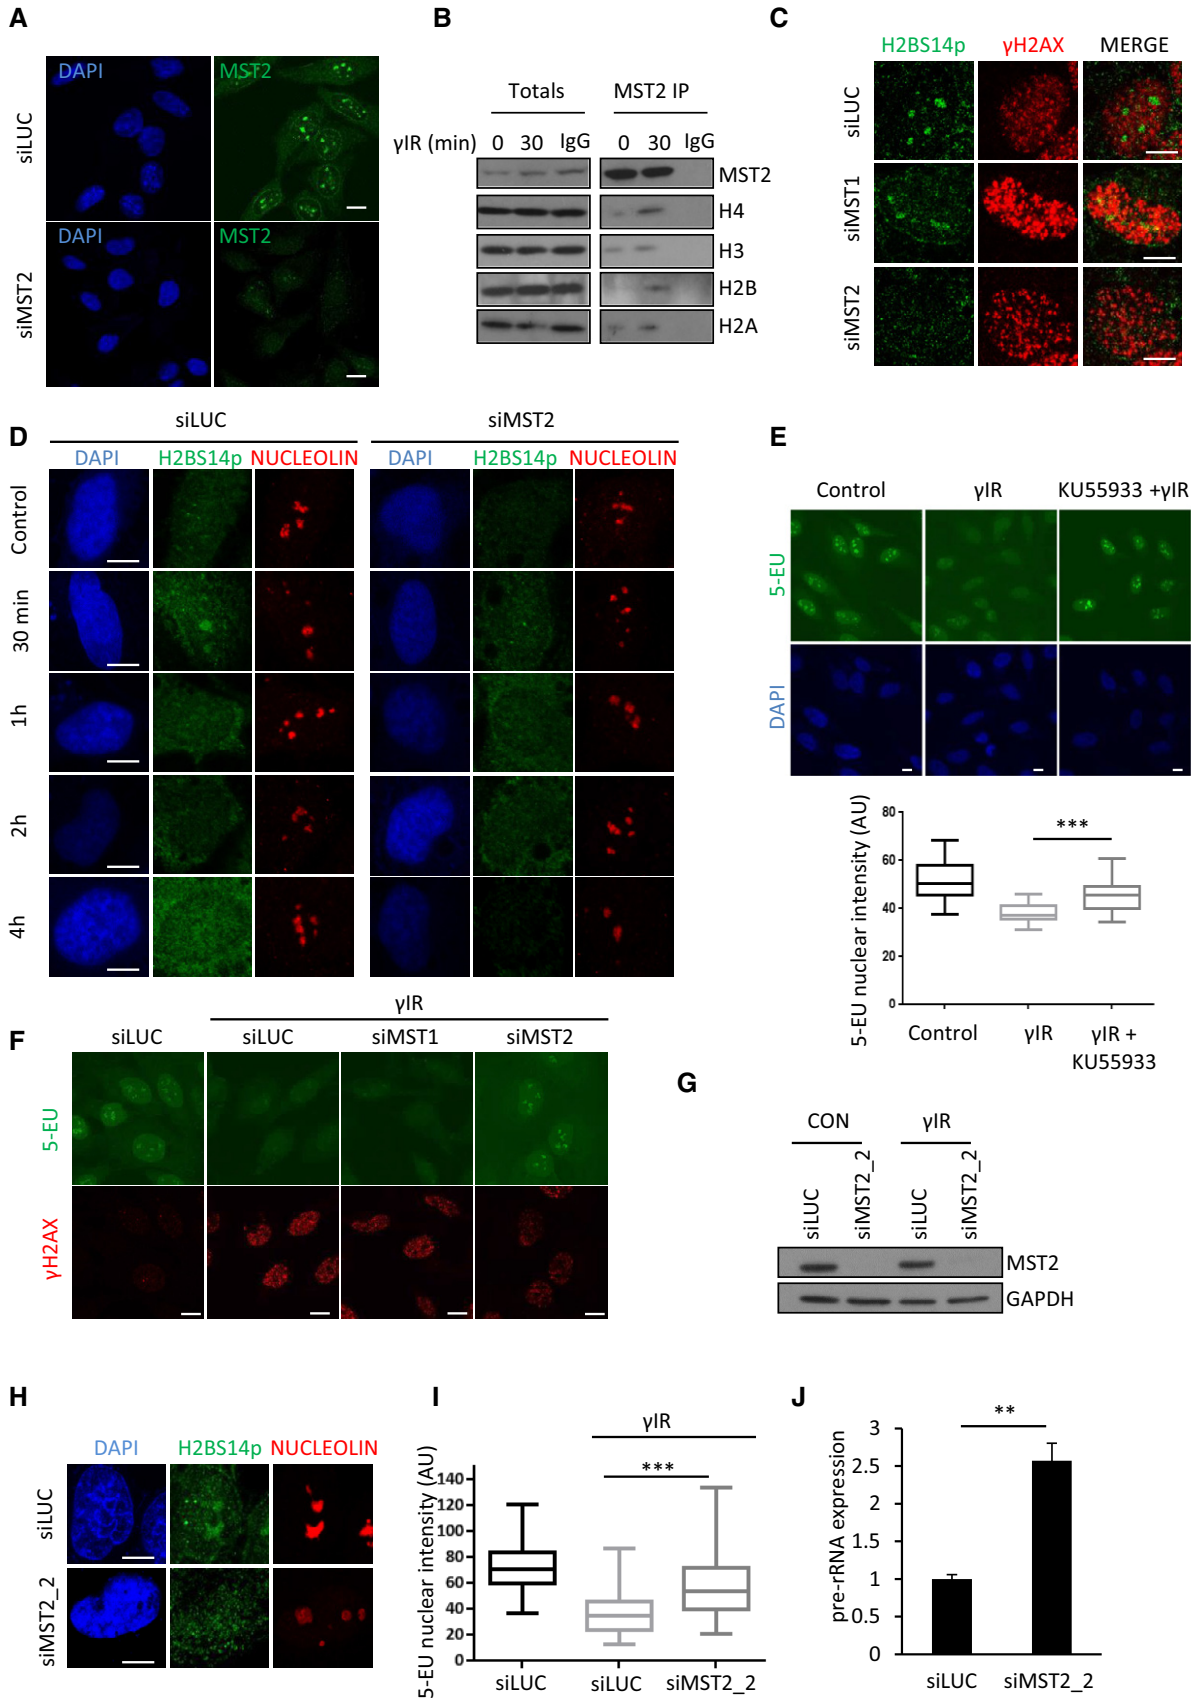 A
DAPI MST2
siLUC
DAPI MST2
siMST2
B
Totals MST2 IP
γIR (min) 0 30 IgG 0 30 IgG
MST2
H4
H3
H2B
H2A
C
H2BS14p γH2AX MERGE
siLUC
siMST1
siMST2
D
siLUC siMST2
DAPI H2BS14p NUCLEOLIN DAPI H2BS14p NUCLEOLIN
Control
30 min
1h
2h
4h
E
Control γIR KU55933 +γIR
5-EU
DAPI
5-EU nuclear intensity (AU)
80
60
40
20
0
***
Control γIR γIR +
KU55933
F
γIR
siLUC siLUC siMST1 siMST2
5-EU
γH2AX
G
CON γIR
siLUC siMST2_2 siLUC siMST2_2
MST2
GAPDH
H
DAPI H2BS14p NUCLEOLIN
siLUC
siMST2_2
I
γIR
***
5-EU nuclear intensity (AU)
140
120
100
80
60
40
20
0
siLUC siLUC siMST2_2
J
**
pre-rRNA expression
3
2.5
2
1.5
1
0.5
0
siLUC siMST2_2